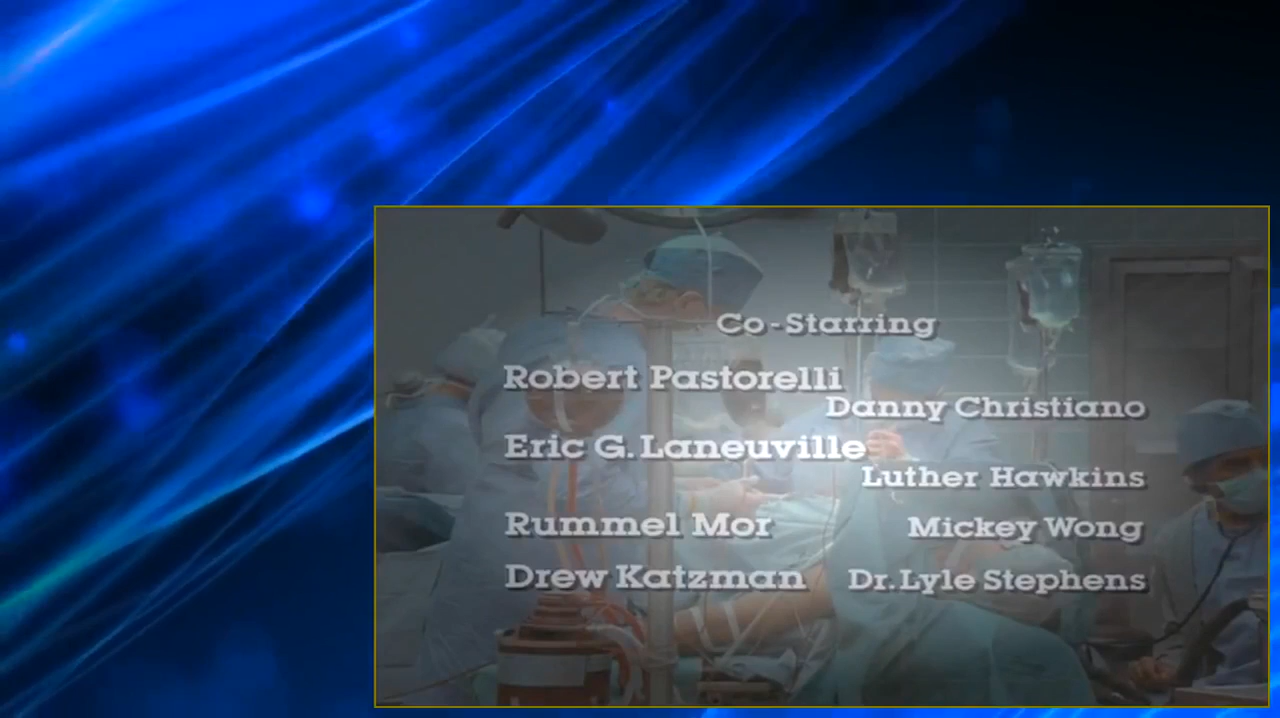 Co-Starring
Robert Pastorelli
Danny Christiano
Eric G. Laneuville
Luther Hawkins
Rummel Mor
Mickey Wong
Drew Katzman
Dr. Lyle Stephens